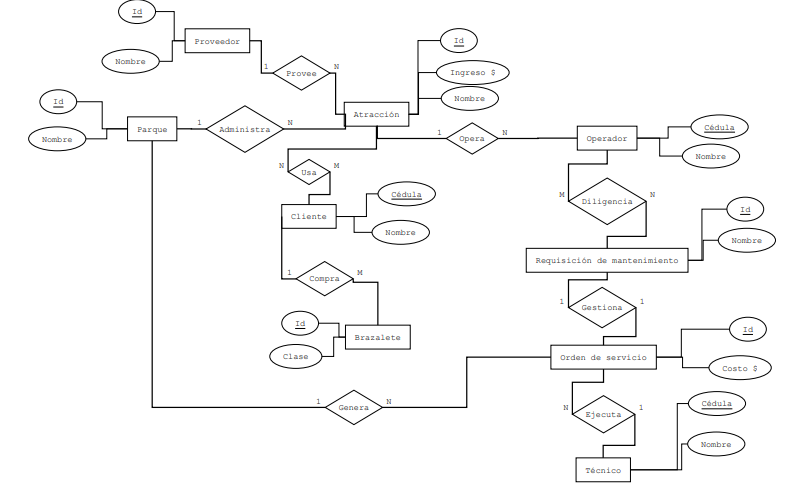 Id
Proveedor
Nombre
1
N
Provee
Id
Ingreso $
Nombre
Atracción
Id
Nombre
Parque
1
N
Administra
1
N
Opera
Operador
Cédula
Nombre
N
M
Usa
Cliente
Cédula
Nombre
M
N
Diligencia
Id
Nombre
Requisición de mantenimiento
1
M
Compra
1
1
Gestiona
Id
Clase
Brazalete
Orden de servicio
Id
Costo $
1
N
Genera
N
1
Ejecuta
Cédula
Nombre
Técnico